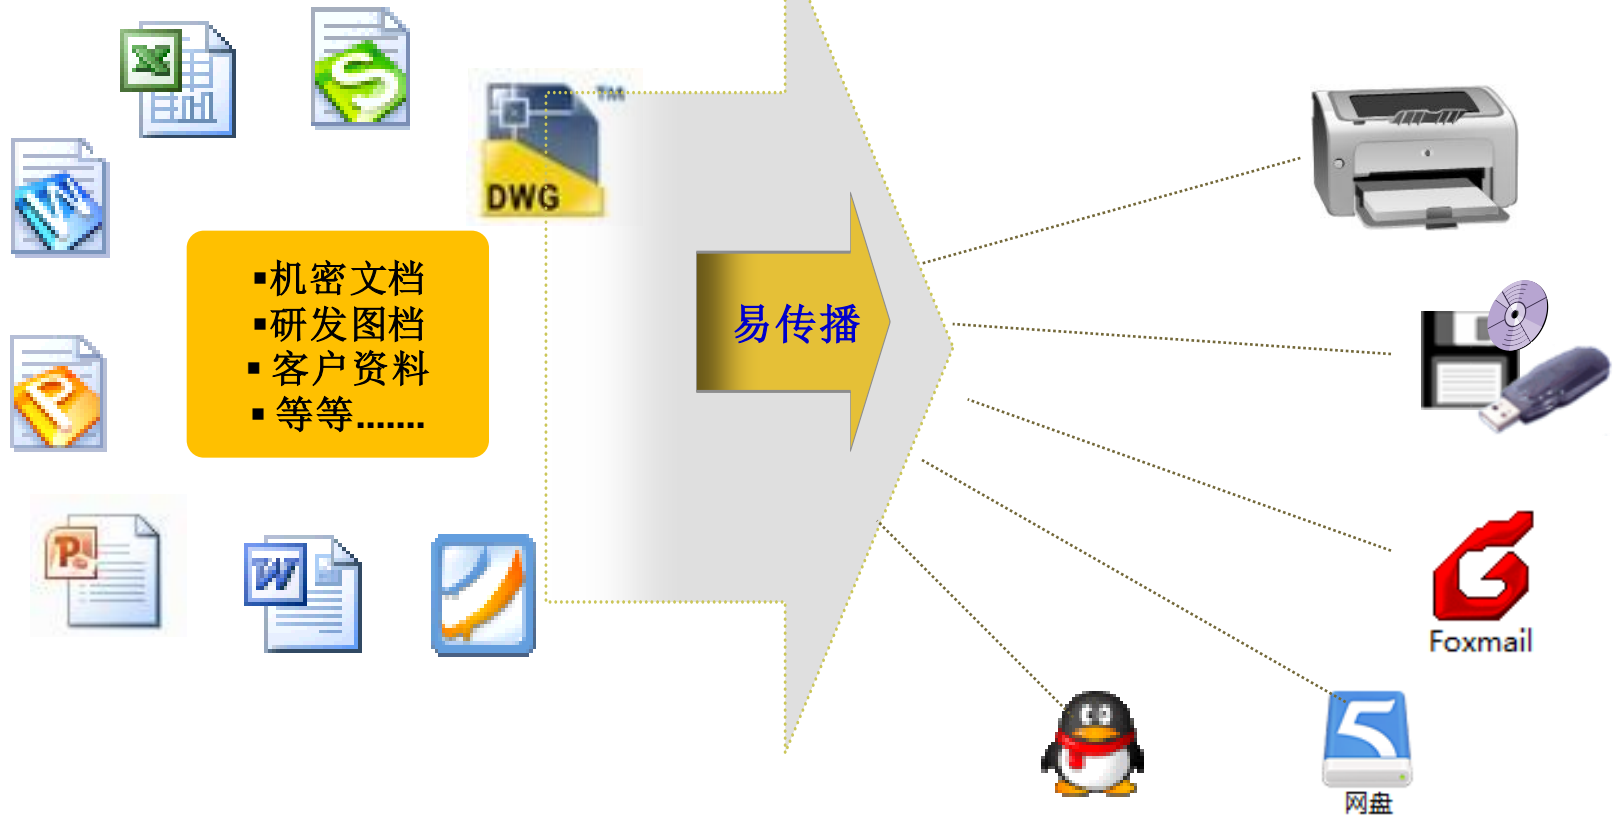 TM
DWG
▪机密文档
▪研发图档
▪ 客户资料
▪ 等等.......
易传播
Foxmail
网盘